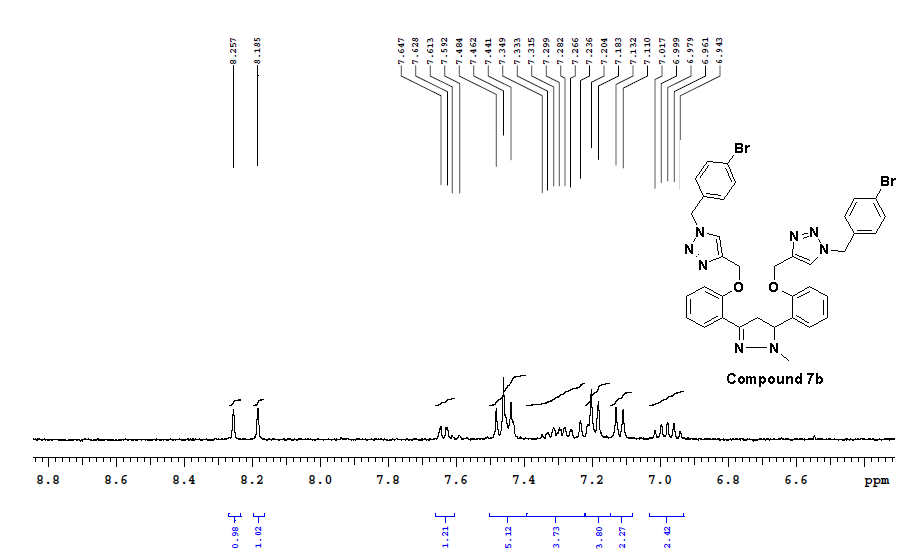 8.257
8.185
7.647
7.628
7.613
7.592
7.484
7.462
7.441
7.349
7.333
7.315
7.299
7.282
7.266
7.236
7.204
7.183
7.132
7.110
7.017
6.999
6.979
6.961
6.943
Br
Br
N
N
N
N
N
N
O
O
N
N
Compound 7b
8.8 8.6 8.4 8.2 8.0 7.8 7.6 7.4 7.2 7.0 6.8 6.6 ppm
0.98
1.02
1.21
5.12
3.73
3.80
2.27
2.42